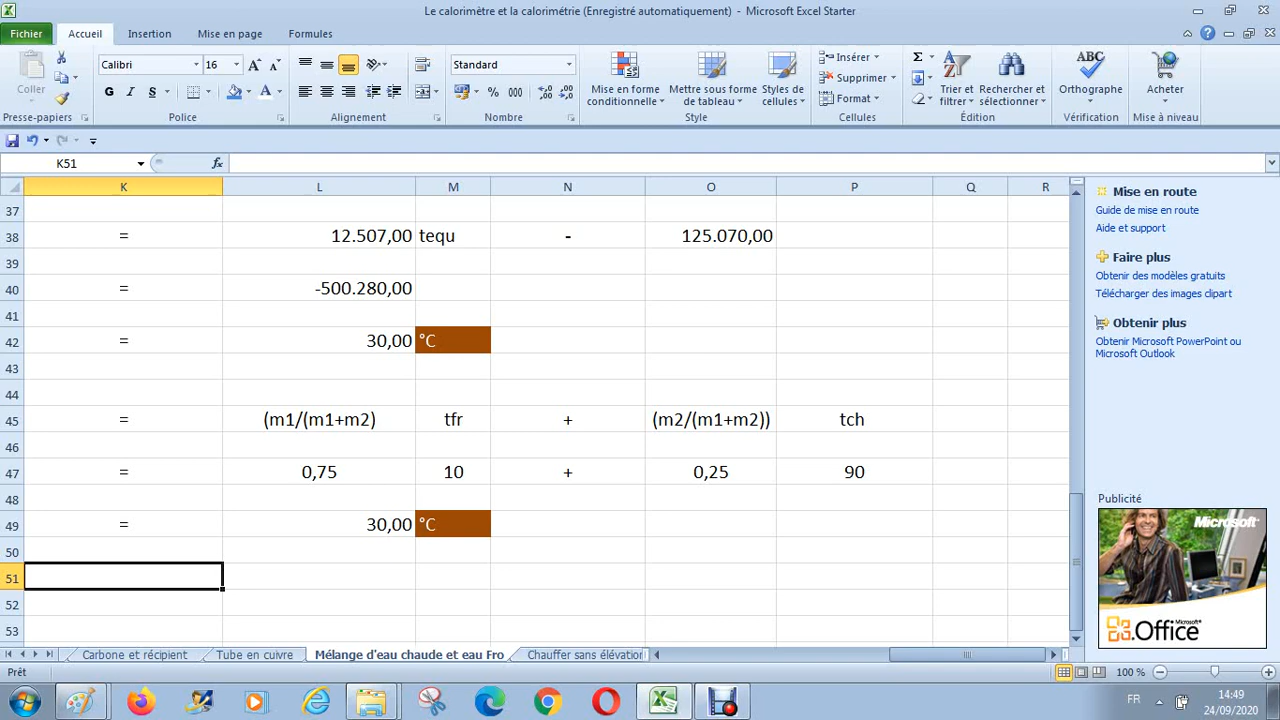 Le calorimètre et la calorimétrie (Enregistré automatiquement) - Microsoft Excel Starter
Fichier Accueil Insertion Mise en page Formules
Coller
Presse-papiers
Calibri 16
G I S
Police
Alignement
Standard
% 000
Nombre
Mise en forme conditionnelle
Mettre sous forme de tableau
Styles de cellules
Style
Insérer
Supprimer
Format
Cellules
Σ
Trier et filtrer
Rechercher et sélectionner
Édition
ABC
Orthographe
Vérification
Acheter
Mise à niveau
K51 fx
K L M N O P Q R
37
38 = 12.507,00 tequ - 125.070,00
39
40 = -500.280,00
41
42 = 30,00 °C
43
44
45 = (m1/(m1+m2) tfr + (m2/(m1+m2)) tch
46
47 = 0,75 10 + 0,25 90
48
49 = 30,00 °C
50
51
52
53
Mise en route
Guide de mise en route
Aide et support
Faire plus
Obtenir des modèles gratuits
Télécharger des images clipart
Obtenir plus
Obtenir Microsoft PowerPoint ou
Microsoft Outlook
Publicité
Microsoft
Office Microsoft
Carbone et récipient Tube en cuivre Mélange d'eau chaude et eau Fro Chauffer sans élévation
Prêt 100 %
FR 14:49
24/09/2020